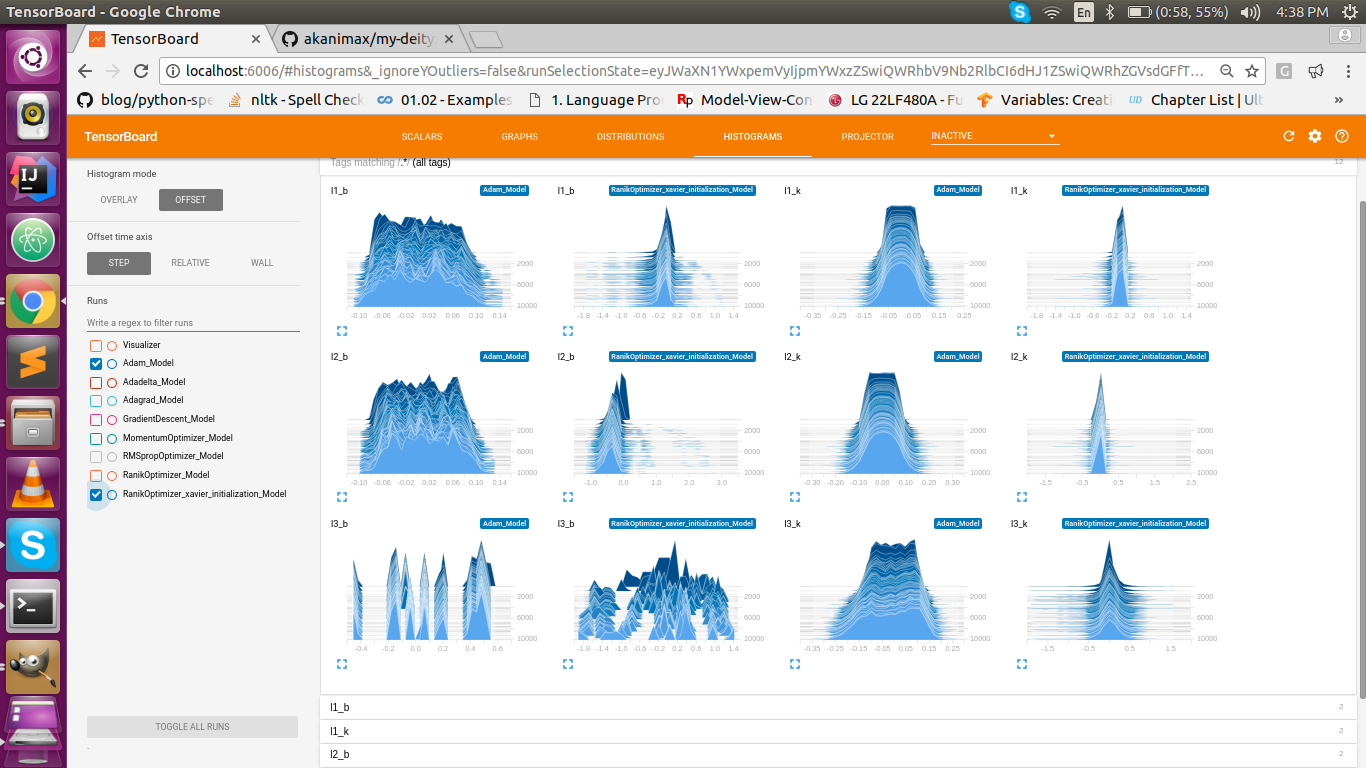 TensorBoard - Google Chrome
En (0:58, 55%) 4:38 PM
TensorBoard
akanimax/my-deity
localhost:6006/#histograms&_ignoreYOutliers=false&runSelectionState=
blog/python-spe nltk - Spell Check 01.02 - Examples 1. Language Pro Rp Model-View-Con LG 22LF480A - Fu Variables: Creati UD Chapter List | Ult »
TensorBoard SCALARS GRAPHS DISTRIBUTIONS HISTOGRAMS PROJECTOR INACTIVE
Tags matching /.*/ (all tags) 12
Histogram mode
OVERLAY OFFSET
Offset time axis
STEP RELATIVE WALL
Runs
Write a regex to filter runs
Visualizer
Adam_Model
Adadelta_Model
Adagrad_Model
GradientDescent_Model
MomentumOptimizer_Model
RMSpropOptimizer_Model
RanikOptimizer_Model
RanikOptimizer_xavier_initialization_Model
TOGGLE ALL RUNS
.
l1_b Adam_Model
2000
6000
10000
-0.10 -0.06 -0.02 0.02 0.06 0.10 0.14
l1_b RanikOptimizer_xavier_initialization_Model
2000
6000
10000
-1.8 -1.4 -1.0 -0.6 -0.2 0.2 0.6 1.0 1.4
l1_k Adam_Model
2000
6000
10000
-0.35 -0.25 -0.15 -0.05 0.05 0.15 0.25
l1_k RanikOptimizer_xavier_initialization_Model
2000
6000
10000
-1.8 -1.4 -1.0 -0.6 -0.2 0.2 0.6 1.0 1.4
l2_b Adam_Model
2000
6000
10000
-0.10 -0.06 -0.02 0.02 0.06 0.10
l2_b RanikOptimizer_xavier_initialization_Model
2000
6000
10000
-1.0 0.0 1.0 2.0 3.0
l2_k Adam_Model
2000
6000
10000
-0.30 -0.20 -0.10 0.00 0.10 0.20 0.30
l2_k RanikOptimizer_xavier_initialization_Model
2000
6000
10000
-1.5 -0.5 0.5 1.5 2.5
l3_b Adam_Model
2000
6000
10000
-0.4 -0.2 0.0 0.2 0.4 0.6
l3_b RanikOptimizer_xavier_initialization_Model
2000
6000
10000
-1.8 -1.4 -1.0 -0.6 -0.2 0.2 0.6 1.0 1.4
l3_k Adam_Model
2000
6000
10000
-0.35 -0.25 -0.15 -0.05 0.05 0.15 0.25
l3_k RanikOptimizer_xavier_initialization_Model
2000
6000
10000
-1.5 -0.5 0.5 1.5
l1_b 2
l1_k 2
l2_b 2